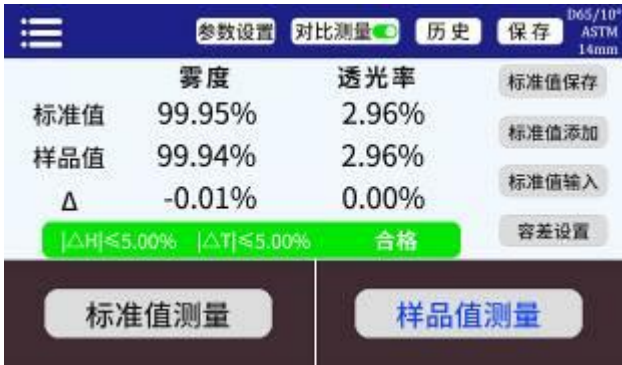 参数设置 对比测量 历史 保存 D65/10°
ASTM
14mm
雾度 透光率 标准值保存
标准值 99.95% 2.96%
标准值添加
样品值 99.94% 2.96%
标准值输入
Δ -0.01% 0.00%
|△H|≤5.00% |△T|≤5.00% 合格 容差设置
标准值测量 样品值测量